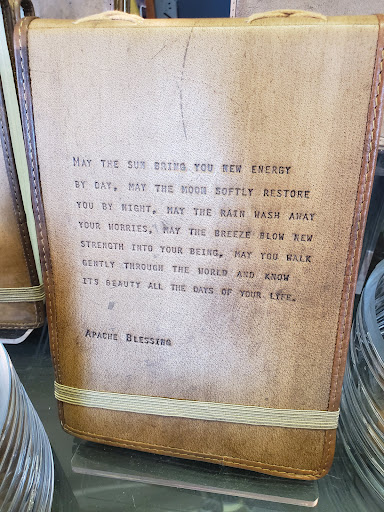 MAY THE SUN BRING YOU NEW ENERGY
BY DAY, MAY THE MOON SOFTLY RESTORE
YOU BY NIGHT, MAY THE RAIN WASH AWAY
YOUR WORRIES, MAY THE BREEZE BLOW NEW
STRENGTH INTO YOUR BEING, MAY YOU WALK
GENTLY THROUGH THE WORLD AND KNOW
ITS BEAUTY ALL THE DAYS OF YOUR LIFE.
APACHE BLESSING